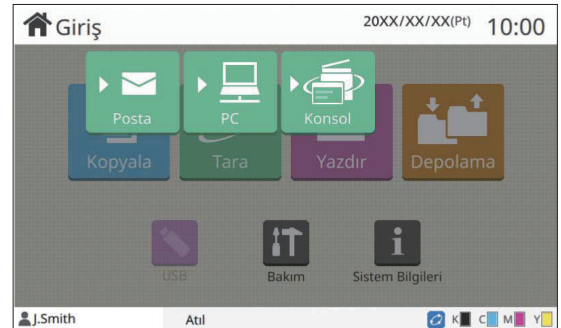 Giriş 20XX/XX/XX(Pt) 10:00
Posta PC Konsol
Kopyala Tara Yazdır Depolama
USB Bakım Sistem Bilgileri
J.Smith Atıl K C M Y